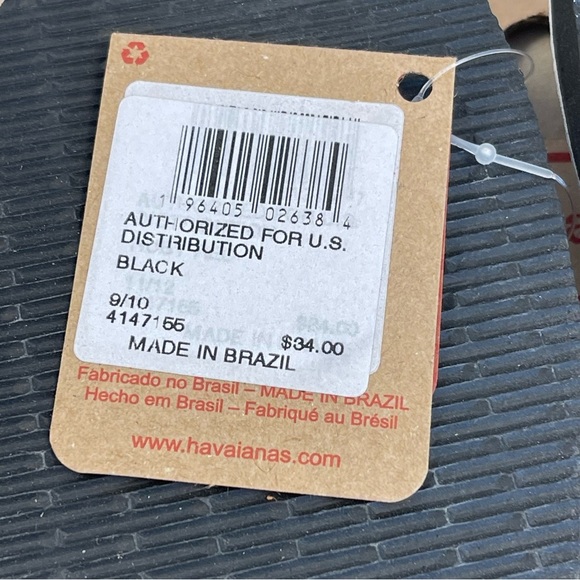 1 96405 02638 4
AUTHORIZED FOR U.S.
DISTRIBUTION
BLACK
9/10
4147155
$34.00
MADE IN BRAZIL
Fabricado no Brasil – MADE IN BRAZIL
Hecho em Brasil – Fabriqué au Brésil
www.havaianas.com